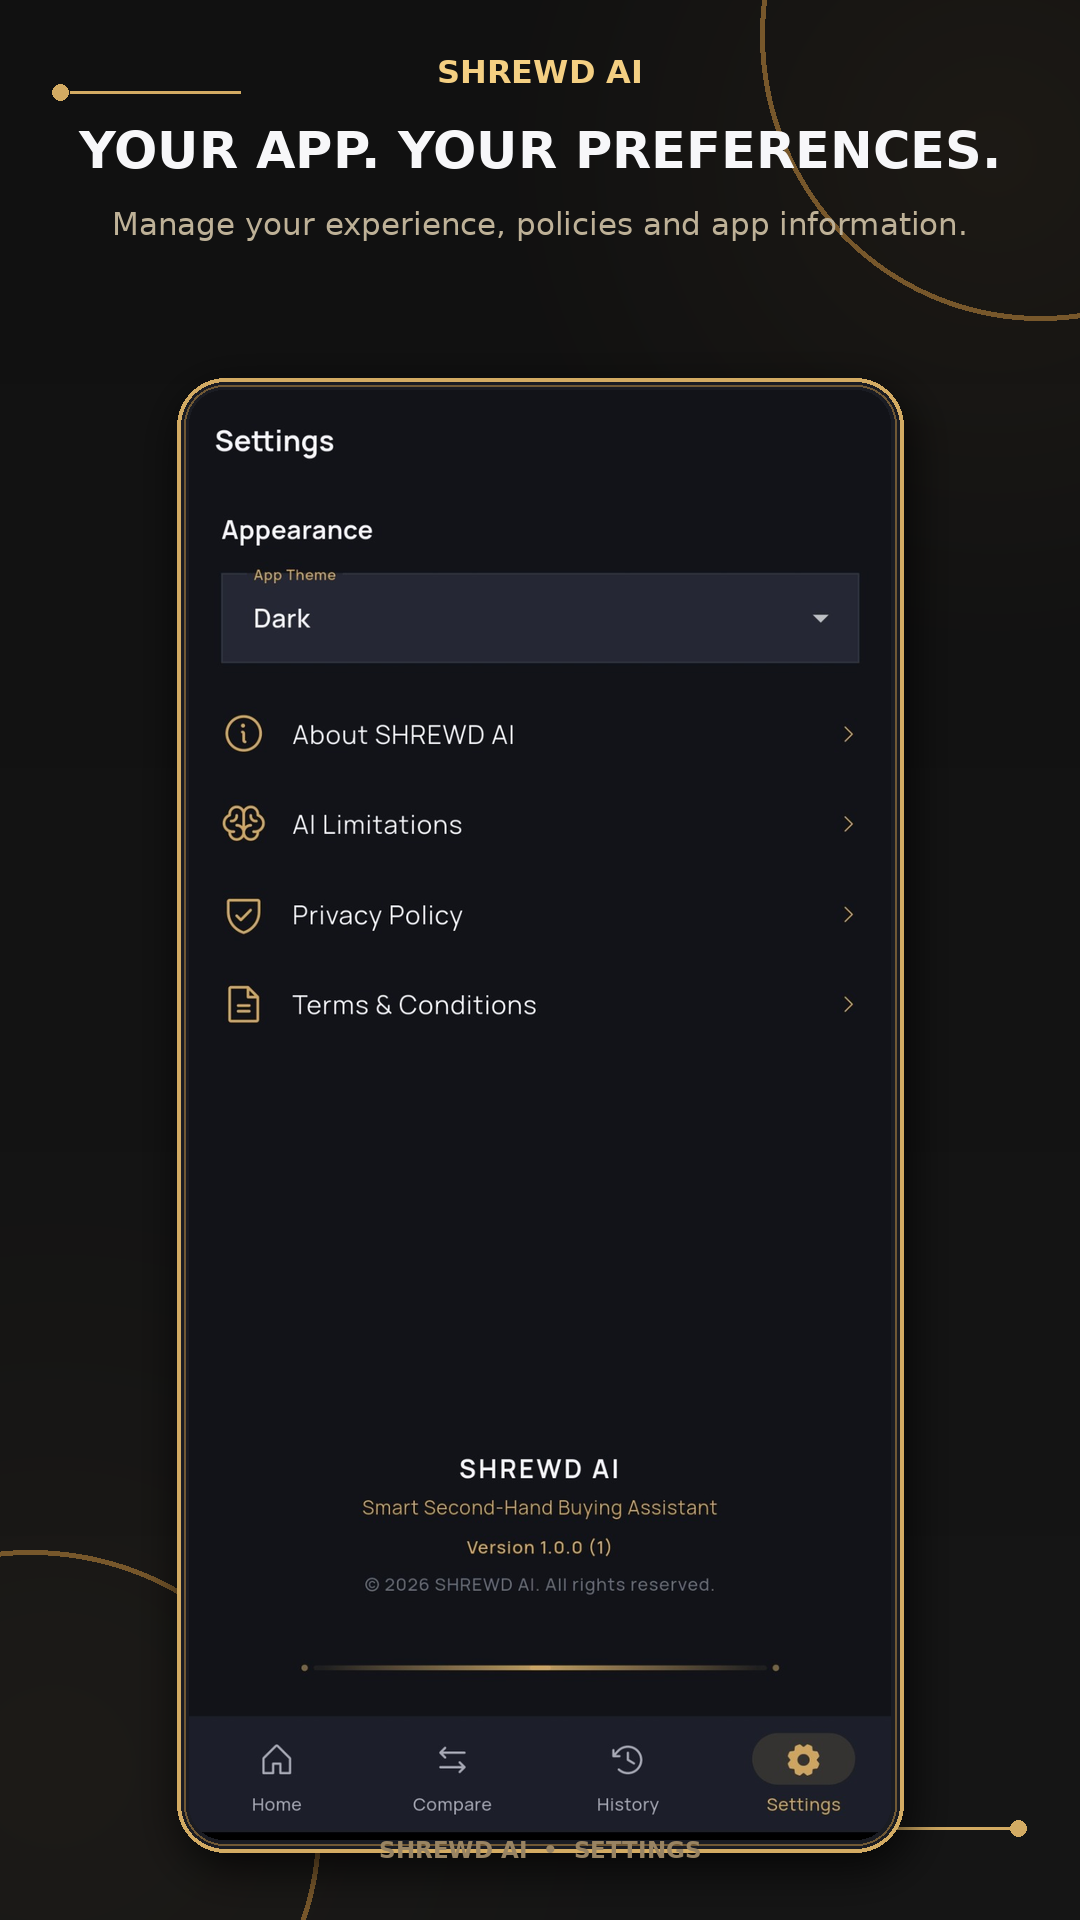 SHREWD AI
YOUR APP. YOUR PREFERENCES.
Manage your experience, policies and app information.
Settings
Appearance
App Theme
Dark
About SHREWD AI
AI Limitations
Privacy Policy
Terms & Conditions
SHREWD AI
Smart Second-Hand Buying Assistant
Version 1.0.0 (1)
© 2026 SHREWD AI. All rights reserved.
Home Compare History Settings
SHREWD AI • SETTINGS